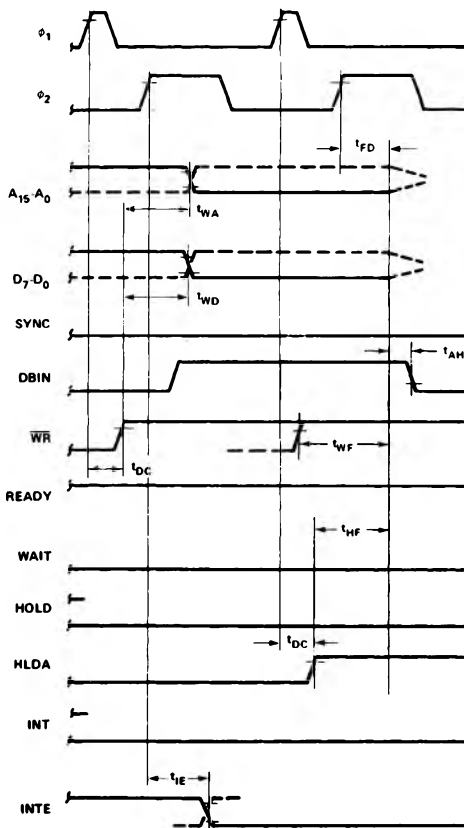 ϕ1
ϕ2
tFD
A15-A0
tWA
D7-D0
tWD
SYNC
tAH
DBIN
WR
tWF
tDC
READY
tHF
WAIT
HOLD
tDC
HLDA
INT
tIE
INTE